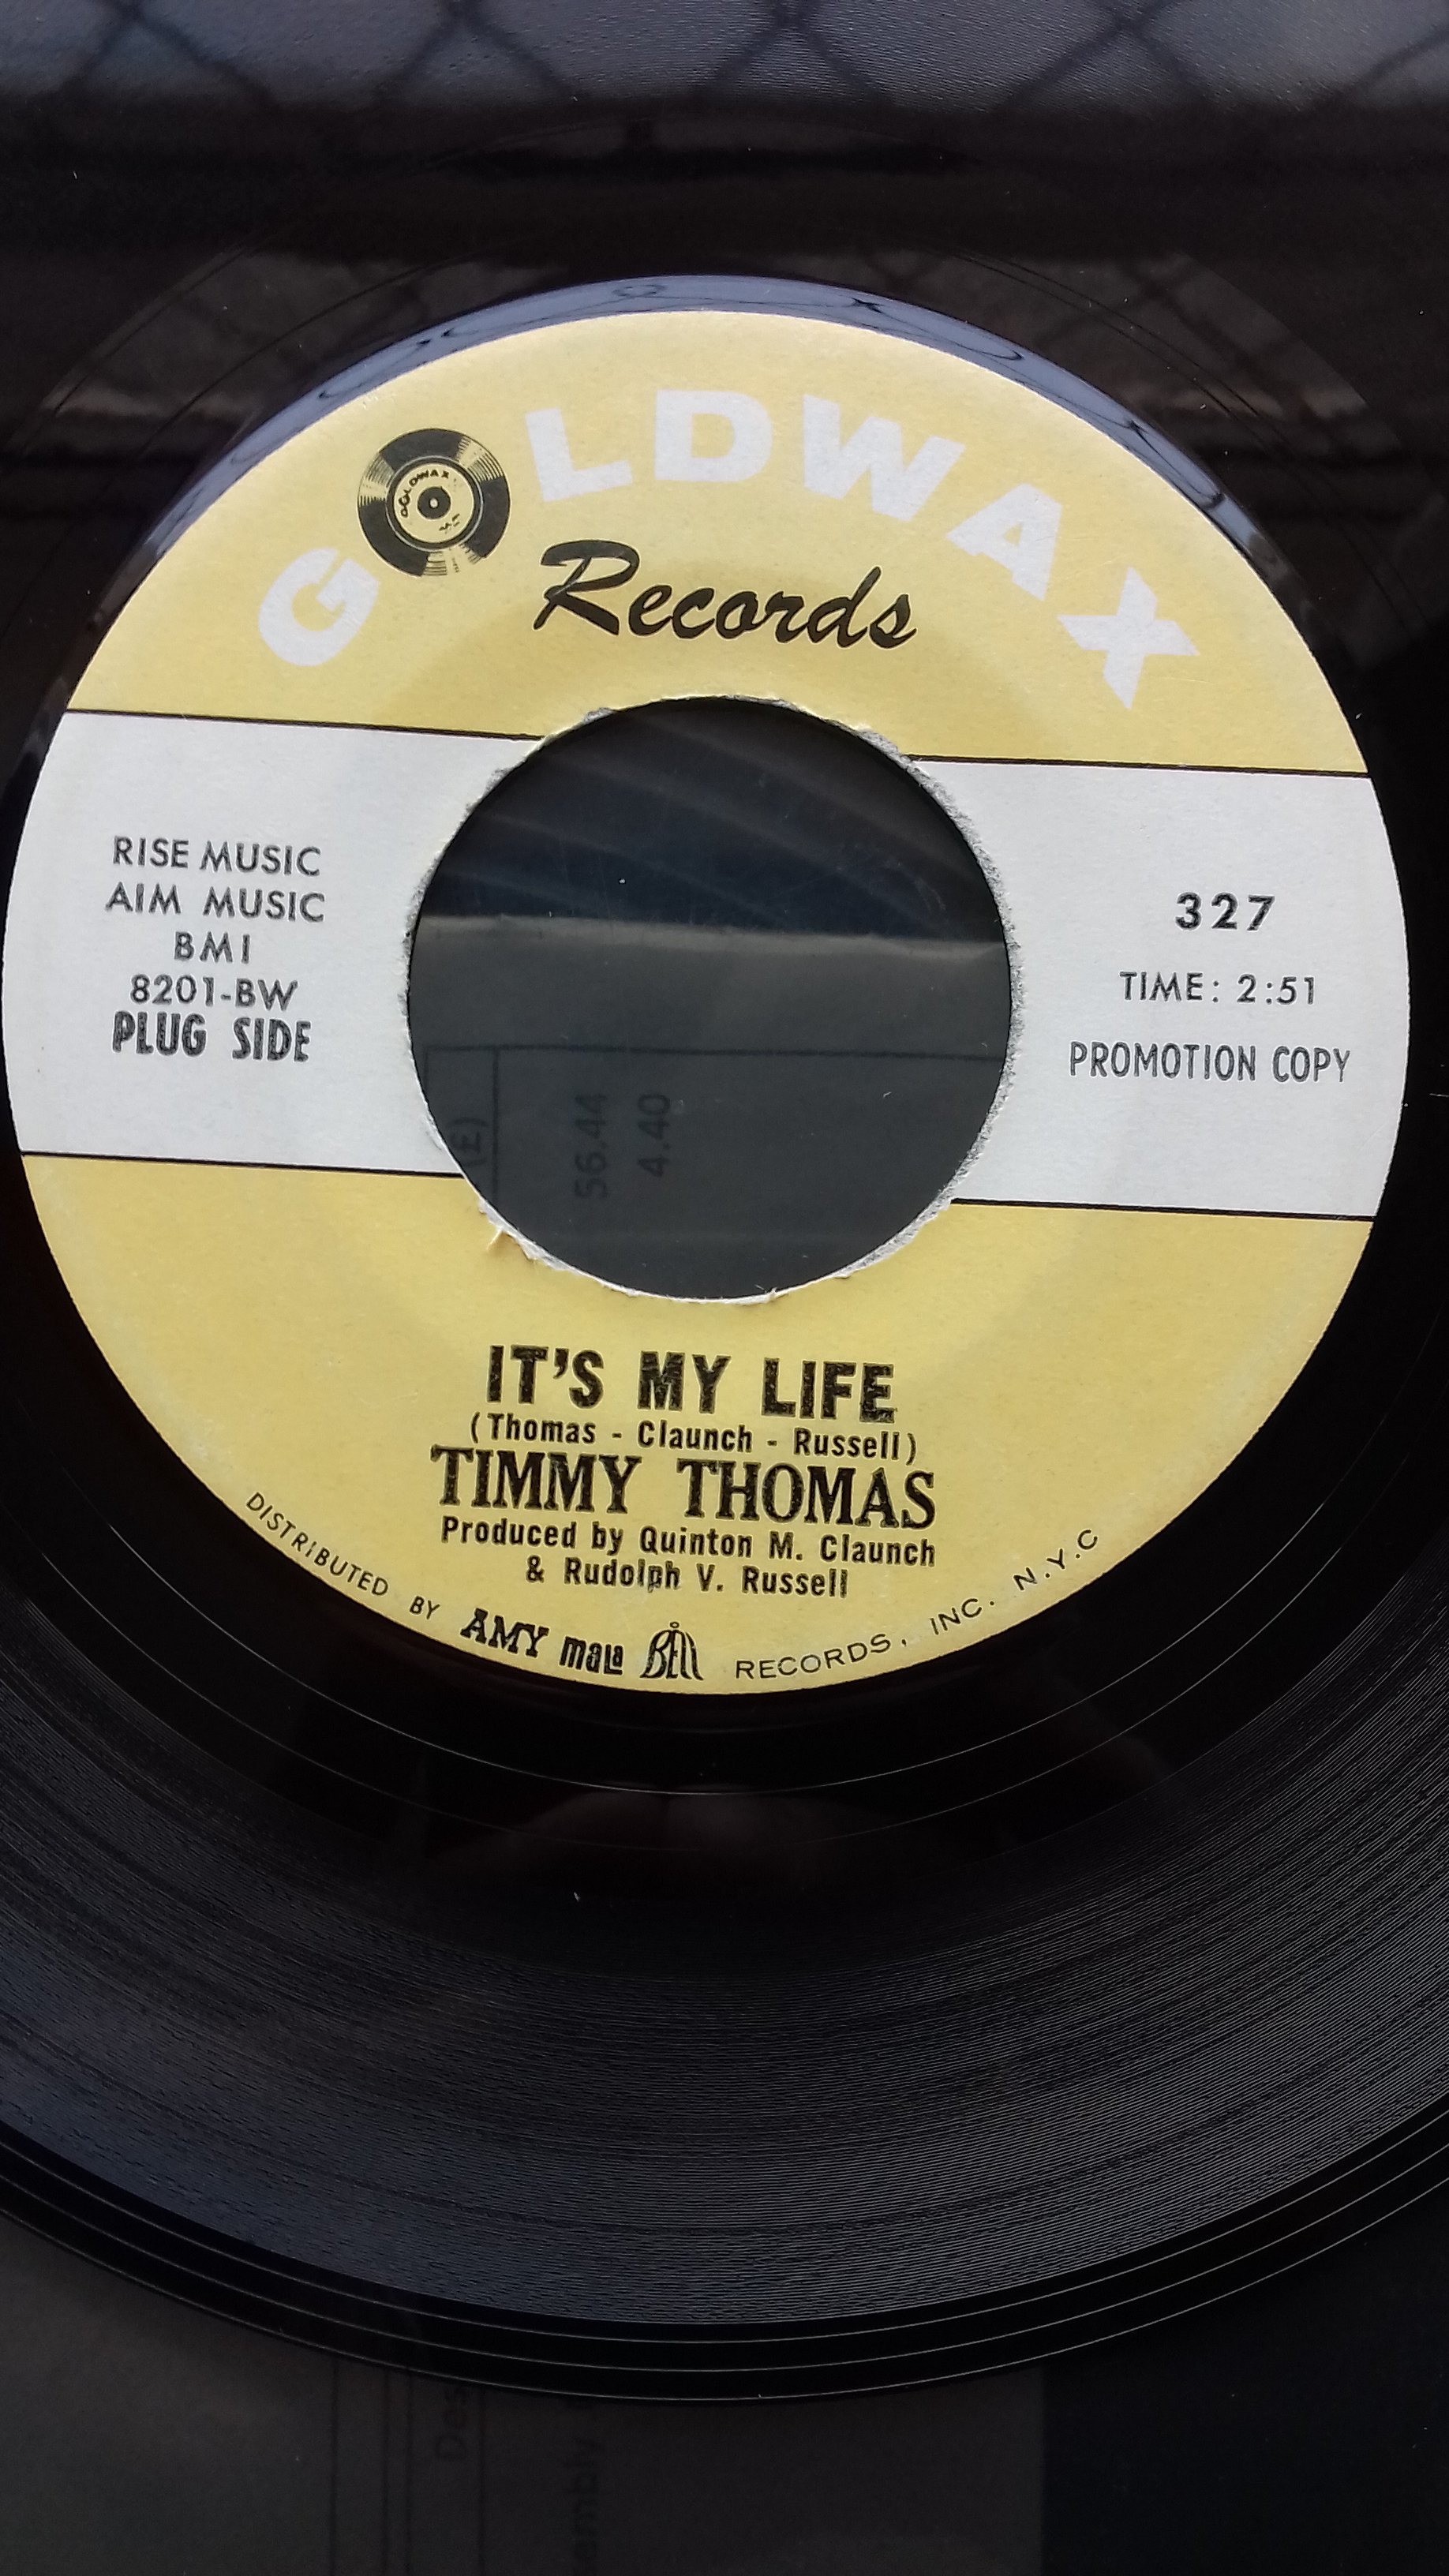 GOLDWAX
Records
RISE MUSIC
AIM MUSIC
BMI
8201-BW
PLUG SIDE
327
TIME: 2:51
PROMOTION COPY
(£)
56.44
4.40
IT'S MY LIFE
(Thomas - Claunch - Russell)
TIMMY THOMAS
Produced by Quinton M. Claunch
& Rudolph V. Russell
DISTRIBUTED BY AMY mala BELL RECORDS, INC. N.Y.C